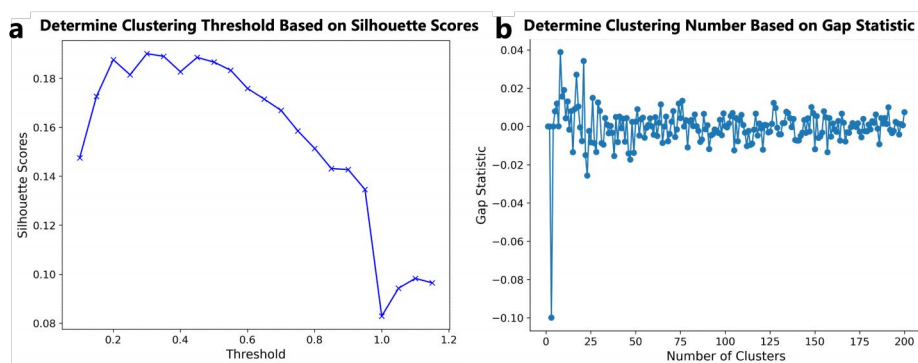 a Determine Clustering Threshold Based on Silhouette Scores
0.18
0.16
0.14
0.12
0.10
0.08
Silhouette Scores
0.2 0.4 0.6 0.8 1.0 1.2
Threshold
b Determine Clustering Number Based on Gap Statistic
0.04
0.02
0.00
−0.02
−0.04
−0.06
−0.08
−0.10
Gap Statistic
0 25 50 75 100 125 150 175 200
Number of Clusters